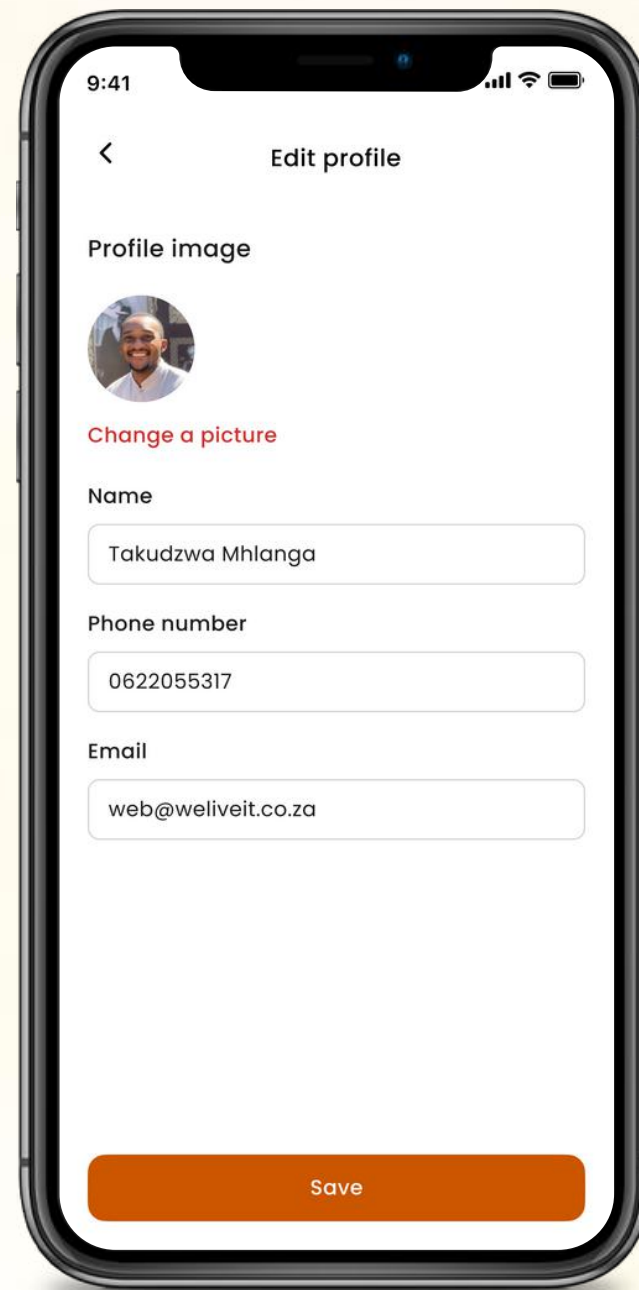 9:41
Edit profile
Profile image
Change a picture
Name
Takudzwa Mhlanga
Phone number
0622055317
Email
web@weliveit.co.za
Save